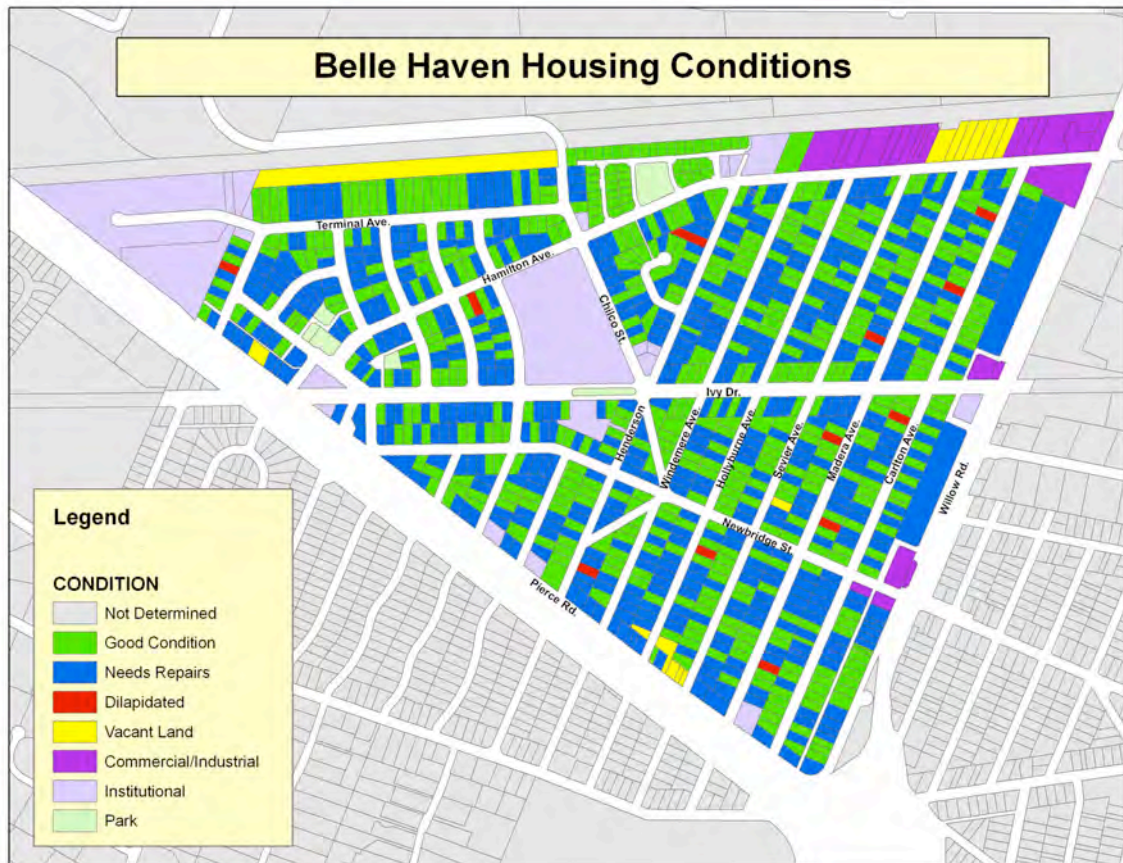 Belle Haven Housing Conditions
Terminal Ave.
Hamilton Ave.
Chilco St.
Ivy Dr.
Henderson
Windemere Ave.
Hollyburne Ave.
Sevier Ave.
Madera Ave.
Carlton Ave.
Willow Rd.
Newbridge St.
Pierce Rd.
Legend
CONDITION
Not Determined
Good Condition
Needs Repairs
Dilapidated
Vacant Land
Commercial/Industrial
Institutional
Park